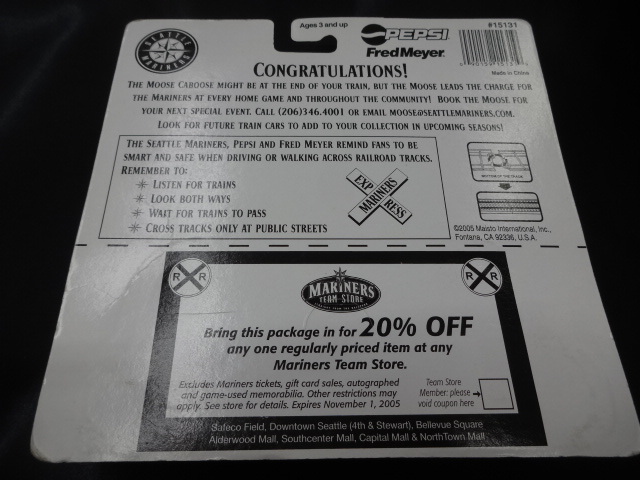 SEATTLE
MARINERS
Ages 3 and up
PEPSI
Fred Meyer
#15131
Made in China
CONGRATULATIONS!
THE MOOSE CABOOSE MIGHT BE AT THE END OF YOUR TRAIN, BUT THE MOOSE LEADS THE CHARGE FOR
THE MARINERS AT EVERY HOME GAME AND THROUGHOUT THE COMMUNITY! BOOK THE MOOSE FOR
YOUR NEXT SPECIAL EVENT. CALL (206)346.4001 OR EMAIL MOOSE@SEATTLEMARINERS.COM.
LOOK FOR FUTURE TRAIN CARS TO ADD TO YOUR COLLECTION IN UPCOMING SEASONS!
THE SEATTLE MARINERS, PEPSI AND FRED MEYER REMIND FANS TO BE
SMART AND SAFE WHEN DRIVING OR WALKING ACROSS RAILROAD TRACKS.
REMEMBER TO:
LISTEN FOR TRAINS
LOOK BOTH WAYS
WAIT FOR TRAINS TO PASS
CROSS TRACKS ONLY AT PUBLIC STREETS
EXP RESS
MARINERS
©2005 Maisto International, Inc.,
Fontana, CA 92336, U.S.A.
R R
MARINERS
TEAM STORE
R R
Bring this package in for 20% OFF
any one regularly priced item at any
Mariners Team Store.
Excludes Mariners tickets, gift card sales, autographed
and game-used memorabilia. Other restrictions may
apply. See store for details. Expires November 1, 2005
Team Store
Member: please
void coupon here
Safeco Field, Downtown Seattle (4th & Stewart), Bellevue Square
Alderwood Mall, Southcenter Mall, Capital Mall & NorthTown Mall